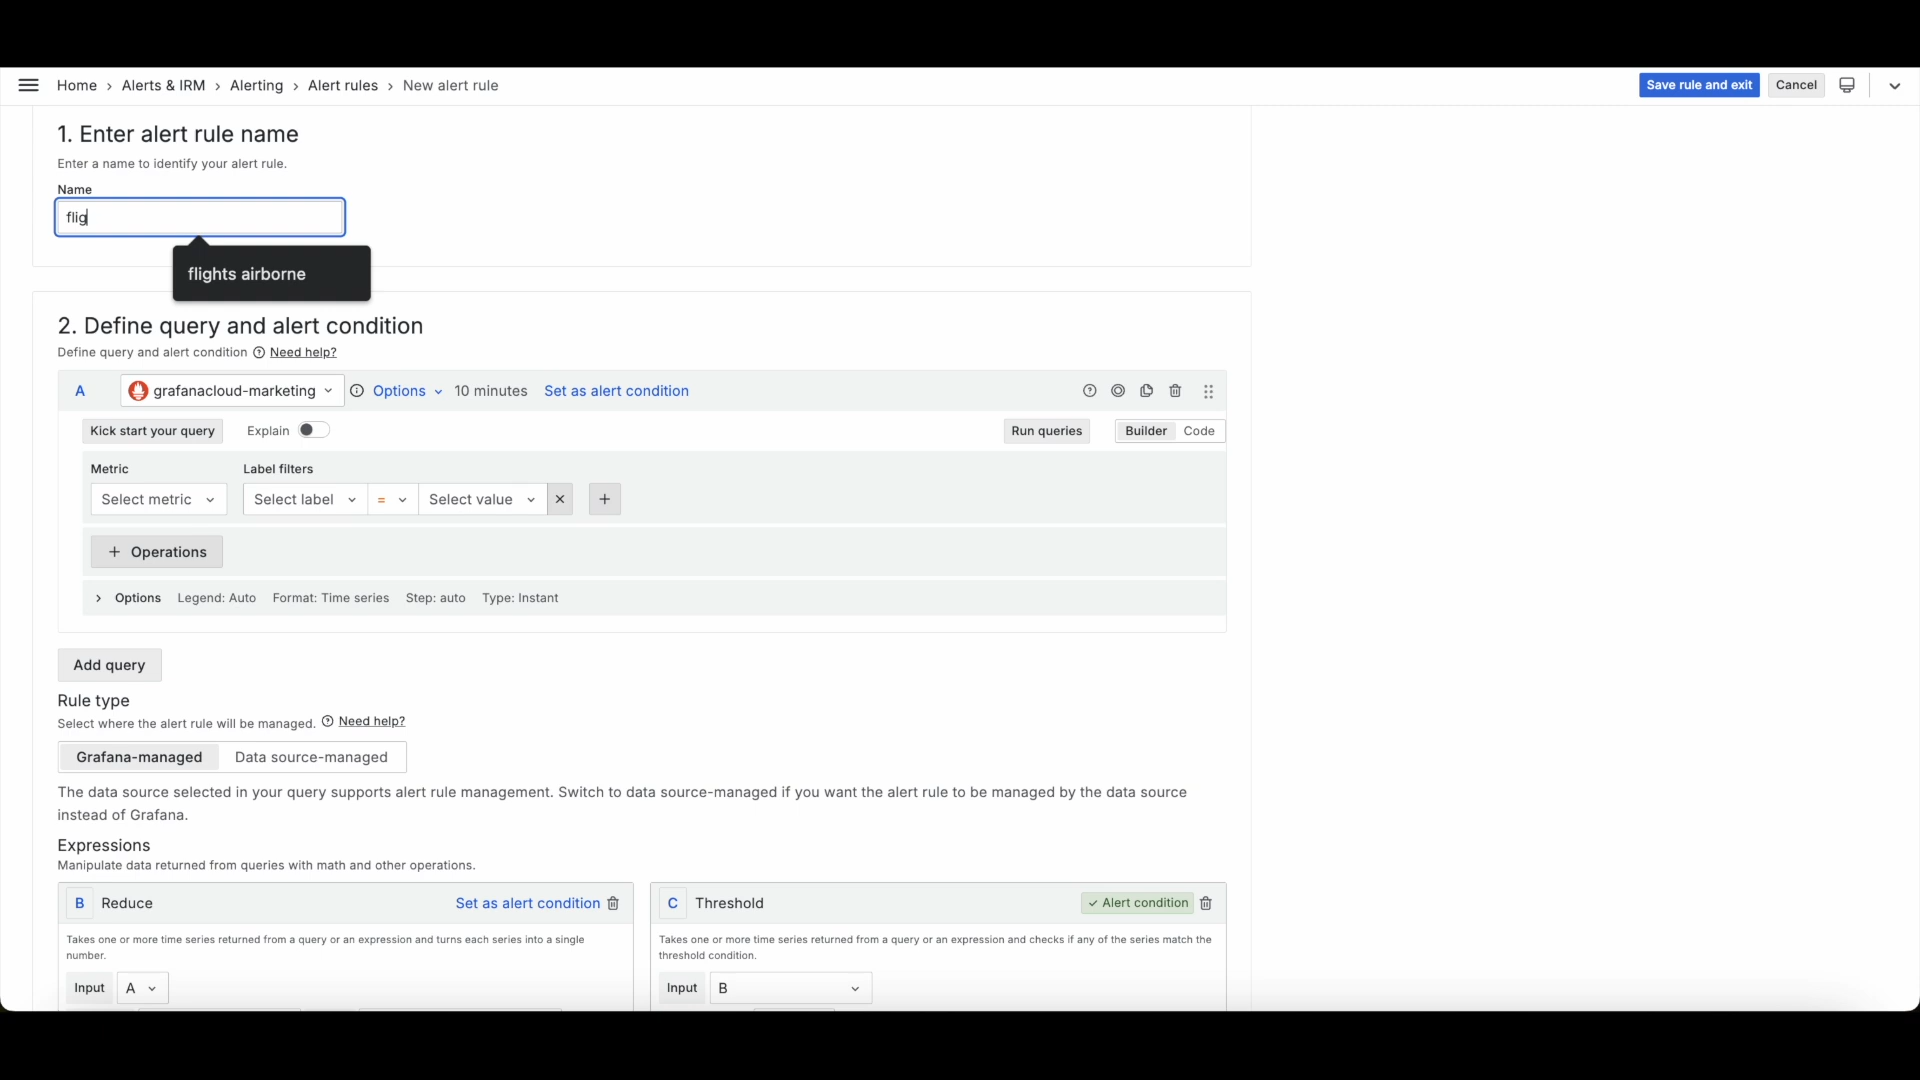 Home › Alerts & IRM › Alerting › Alert rules › New alert rule
Save rule and exit
Cancel
1. Enter alert rule name
Enter a name to identify your alert rule.
Name
flig
flights airborne
2. Define query and alert condition
Define query and alert condition Need help?
A grafanacloud-marketing Options 10 minutes Set as alert condition
Kick start your query Explain Run queries Builder Code
Metric Label filters
Select metric Select label = Select value
+ Operations
Options Legend: Auto Format: Time series Step: auto Type: Instant
Add query
Rule type
Select where the alert rule will be managed. Need help?
Grafana-managed Data source-managed
The data source selected in your query supports alert rule management. Switch to data source-managed if you want the alert rule to be managed by the data source
instead of Grafana.
Expressions
Manipulate data returned from queries with math and other operations.
B Reduce Set as alert condition
Takes one or more time series returned from a query or an expression and turns each series into a single
number.
Input A
C Threshold Alert condition
Takes one or more time series returned from a query or an expression and checks if any of the series match the
threshold condition.
Input B